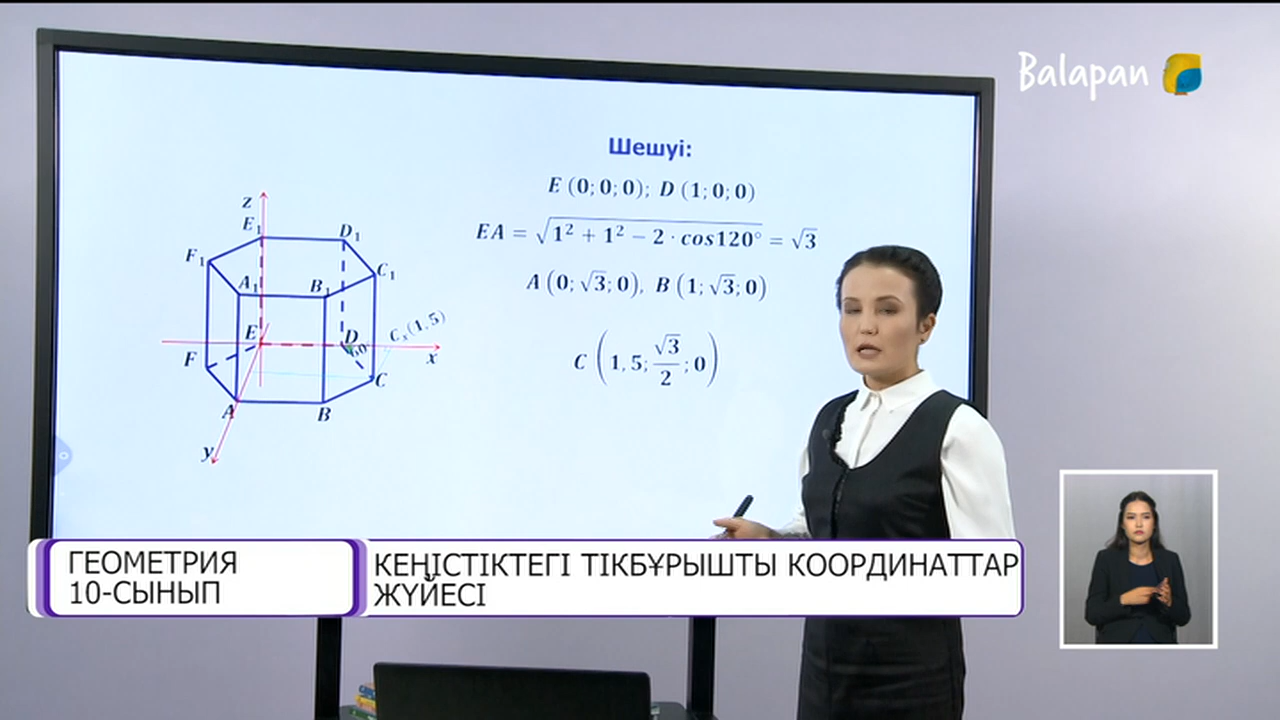 Balapan
Шешуі:
E (0; 0; 0); D (1; 0; 0)
EA = √1² + 1² − 2 · cos120° = √3
A (0; √3; 0), B (1; √3; 0)
C (1, 5; √3/2; 0)
z
E₁
D₁
F₁
C₁
A₁
B₁
E
D
60°
Cₓ(1, 5)
x
F
C
A
B
y
ГЕОМЕТРИЯ
10-СЫНЫП
КЕҢІСТІКТЕГІ ТІКБҰРЫШТЫ КООРДИНАТТАР
ЖҮЙЕСІ